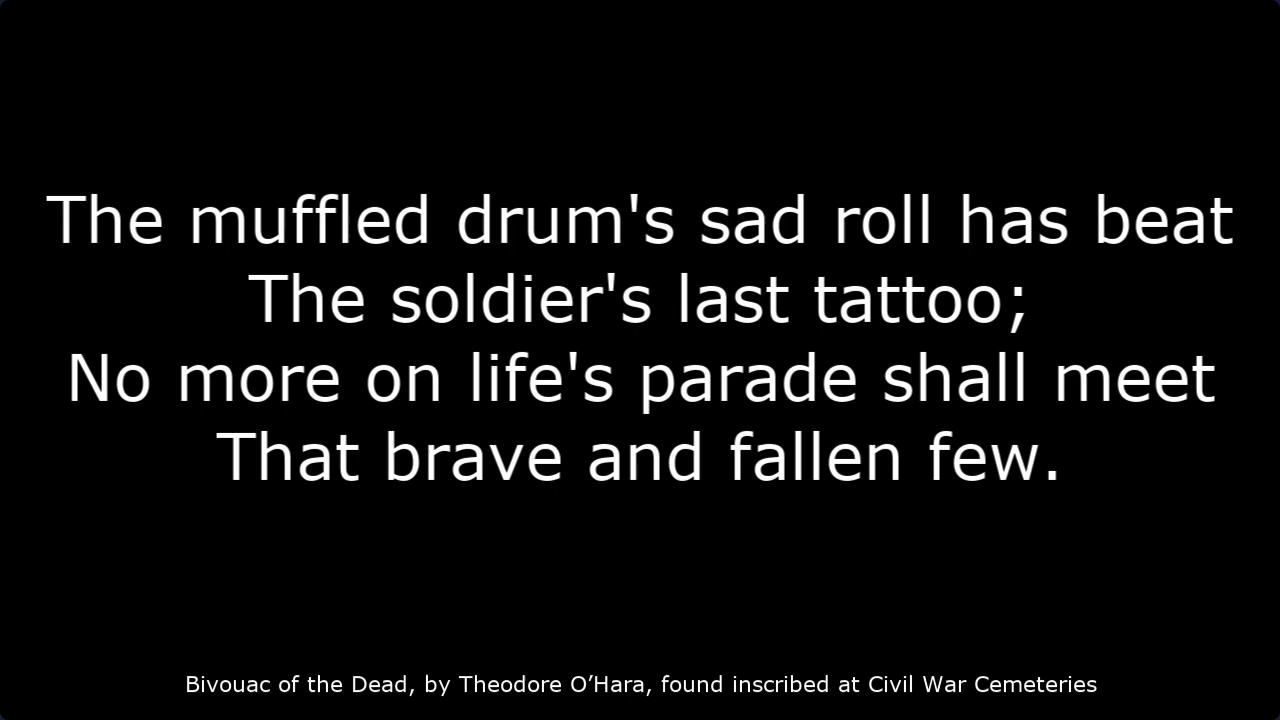 The muffled drum's sad roll has beat
The soldier's last tattoo;
No more on life's parade shall meet
That brave and fallen few.
Bivouac of the Dead, by Theodore O’Hara, found inscribed at Civil War Cemeteries